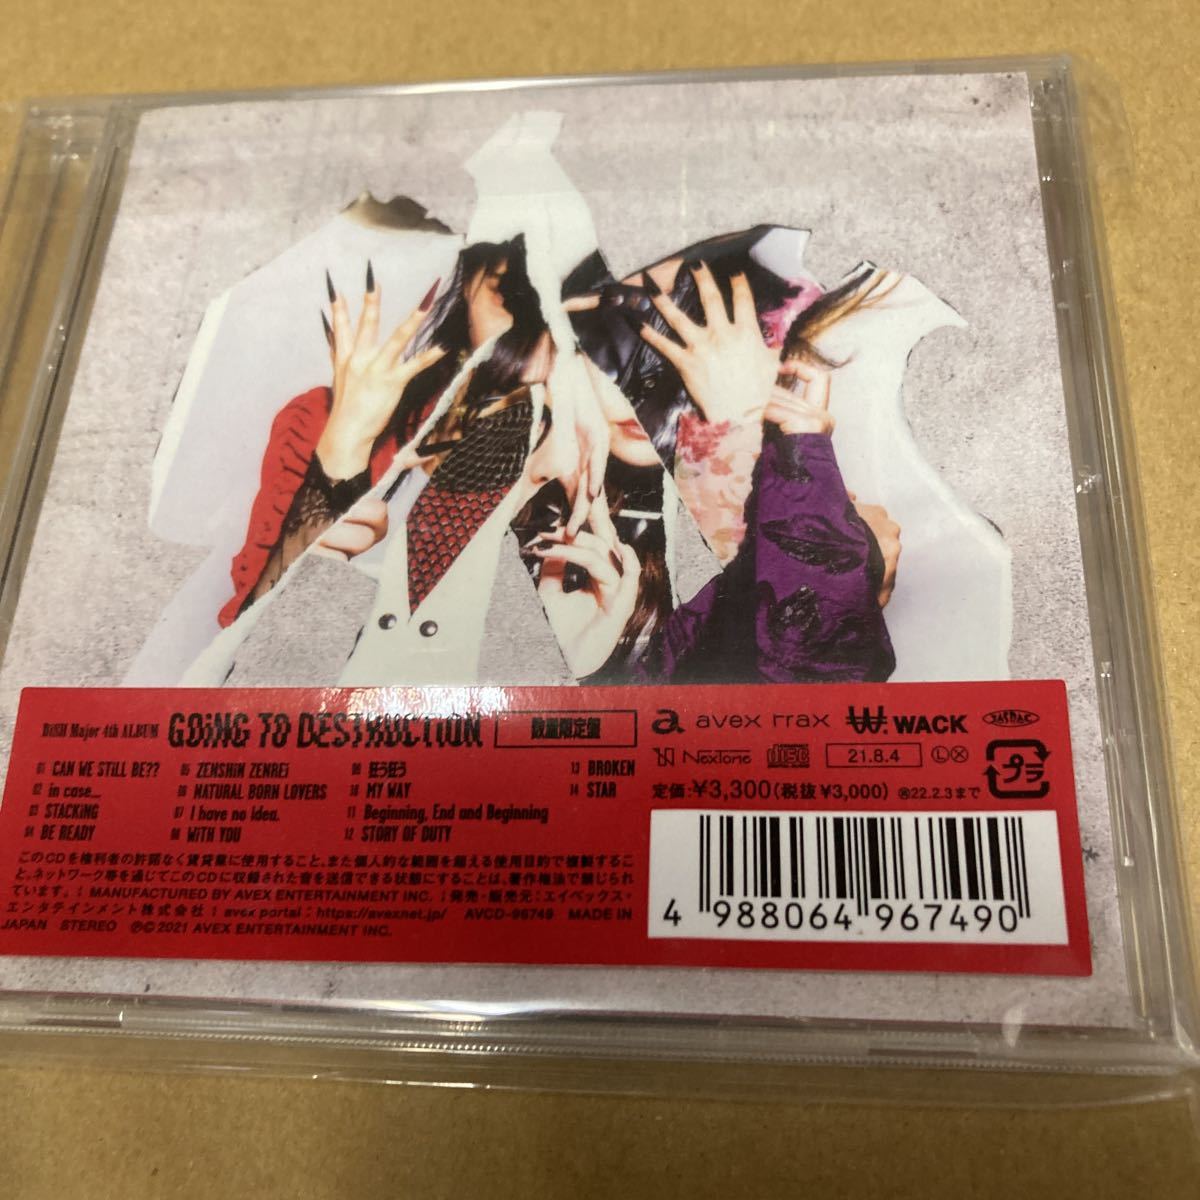 BiSH Major 4th ALBUM GOiNG TO DESTRUCTiON 数量限定盤
01 CAN WE STiLL BE??
02 in case...
03 STACKiNG
04 BE READY
05 ZENSHiN ZENREi
06 NATURAL BORN LOVERS
07 I have no idea.
08 WiTH YOU
09 狂う狂う
10 MY WAY
11 Beginning, End and Beginning
12 STORY OF DUTY
13 BROKEN
14 STAR
このCDを権利者の許諾なく賃貸業に使用すること、また個人的な範囲を超える使用目的で複製するこ
と、ネットワーク等を通じてこのCDに収録された音を送信できる状態にすることは、著作権法で禁じられ
ています。| MANUFACTURED BY AVEX ENTERTAINMENT INC. | 発売・販売元:エイベックス・
エンタテインメント株式会社 | avex portal : https://avexnet.jp/ AVCD-96749 MADE IN
JAPAN STEREO ℗© 2021 AVEX ENTERTAINMENT INC.
a avex trax W. WACK JASRAC
N NexTone DISC 21.8.4 Ⓛ Ⓧ
定価:¥3,300(税抜¥3,000) 再22.2.3まで
プラ
4 988064 967490